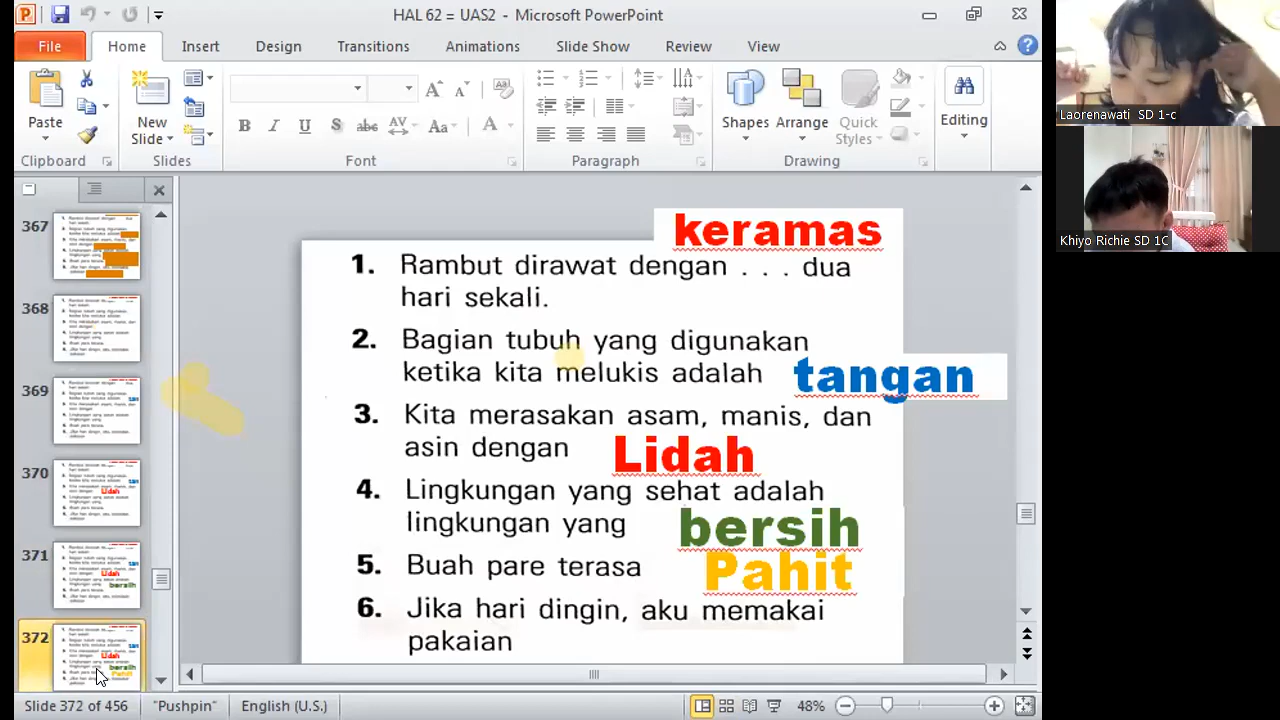 HAL 62 = UAS2 - Microsoft PowerPoint
File Home Insert Design Transitions Animations Slide Show Review View
Paste
New
Slide
Shapes Arrange Quick
Styles
Editing
Clipboard Slides Font Paragraph Drawing
367
368
369
370
371
372
keramas
1. Rambut dirawat dengan . . . dua
hari sekali.
2. Bagian tubuh yang digunakan
ketika kita melukis adalah tangan
3. Kita merasakan asam, manis, dan
asin dengan Lidah
4. Lingkungan yang sehat adalah
lingkungan yang bersih
5. Buah pare terasa Pahit
6. Jika hari dingin, aku memakai
pakaian
Slide 372 of 456 "Pushpin" English (U.S.) 48%
Laorenawati SD 1-c
Khiyo Richie SD 1C